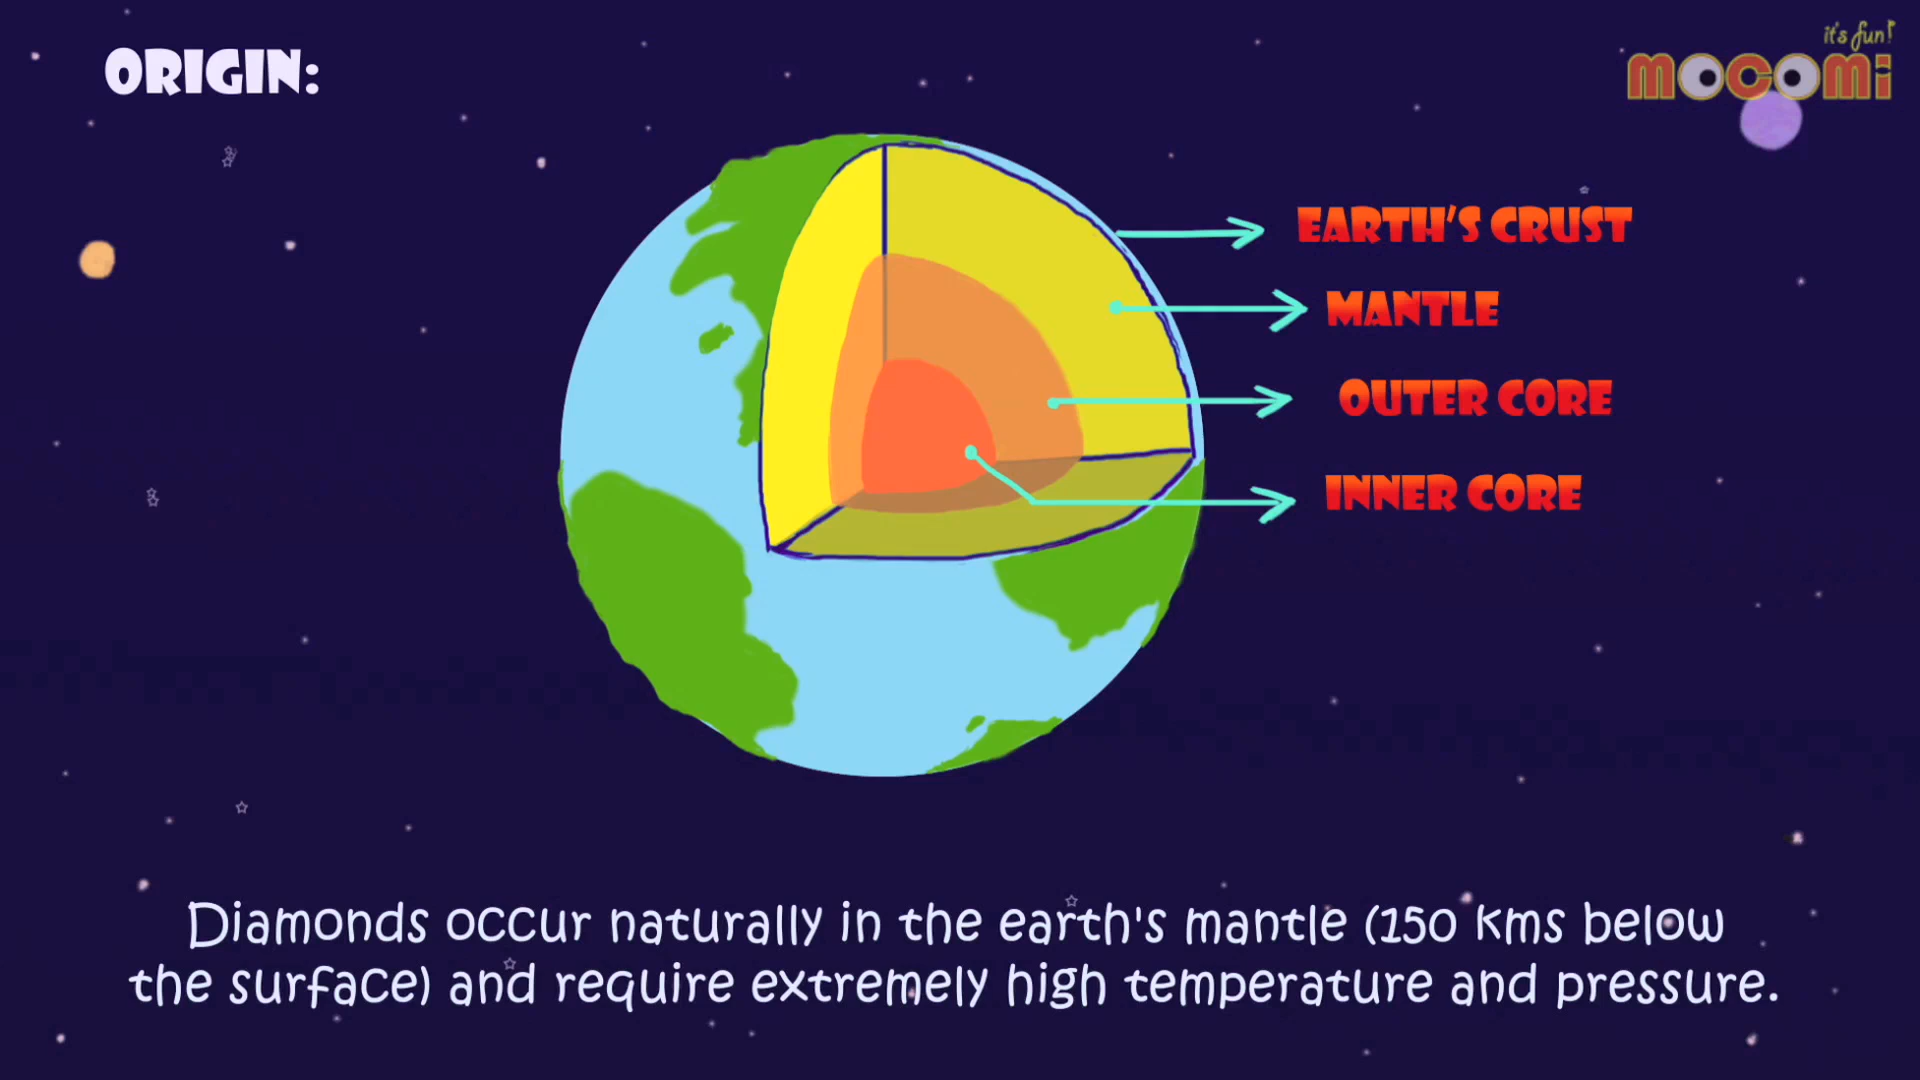 ORIGIN:
it's fun!
mocomi
EARTH'S CRUST
MANTLE
OUTER CORE
INNER CORE
Diamonds occur naturally in the earth's mantle (150 kms below
the surface) and require extremely high temperature and pressure.